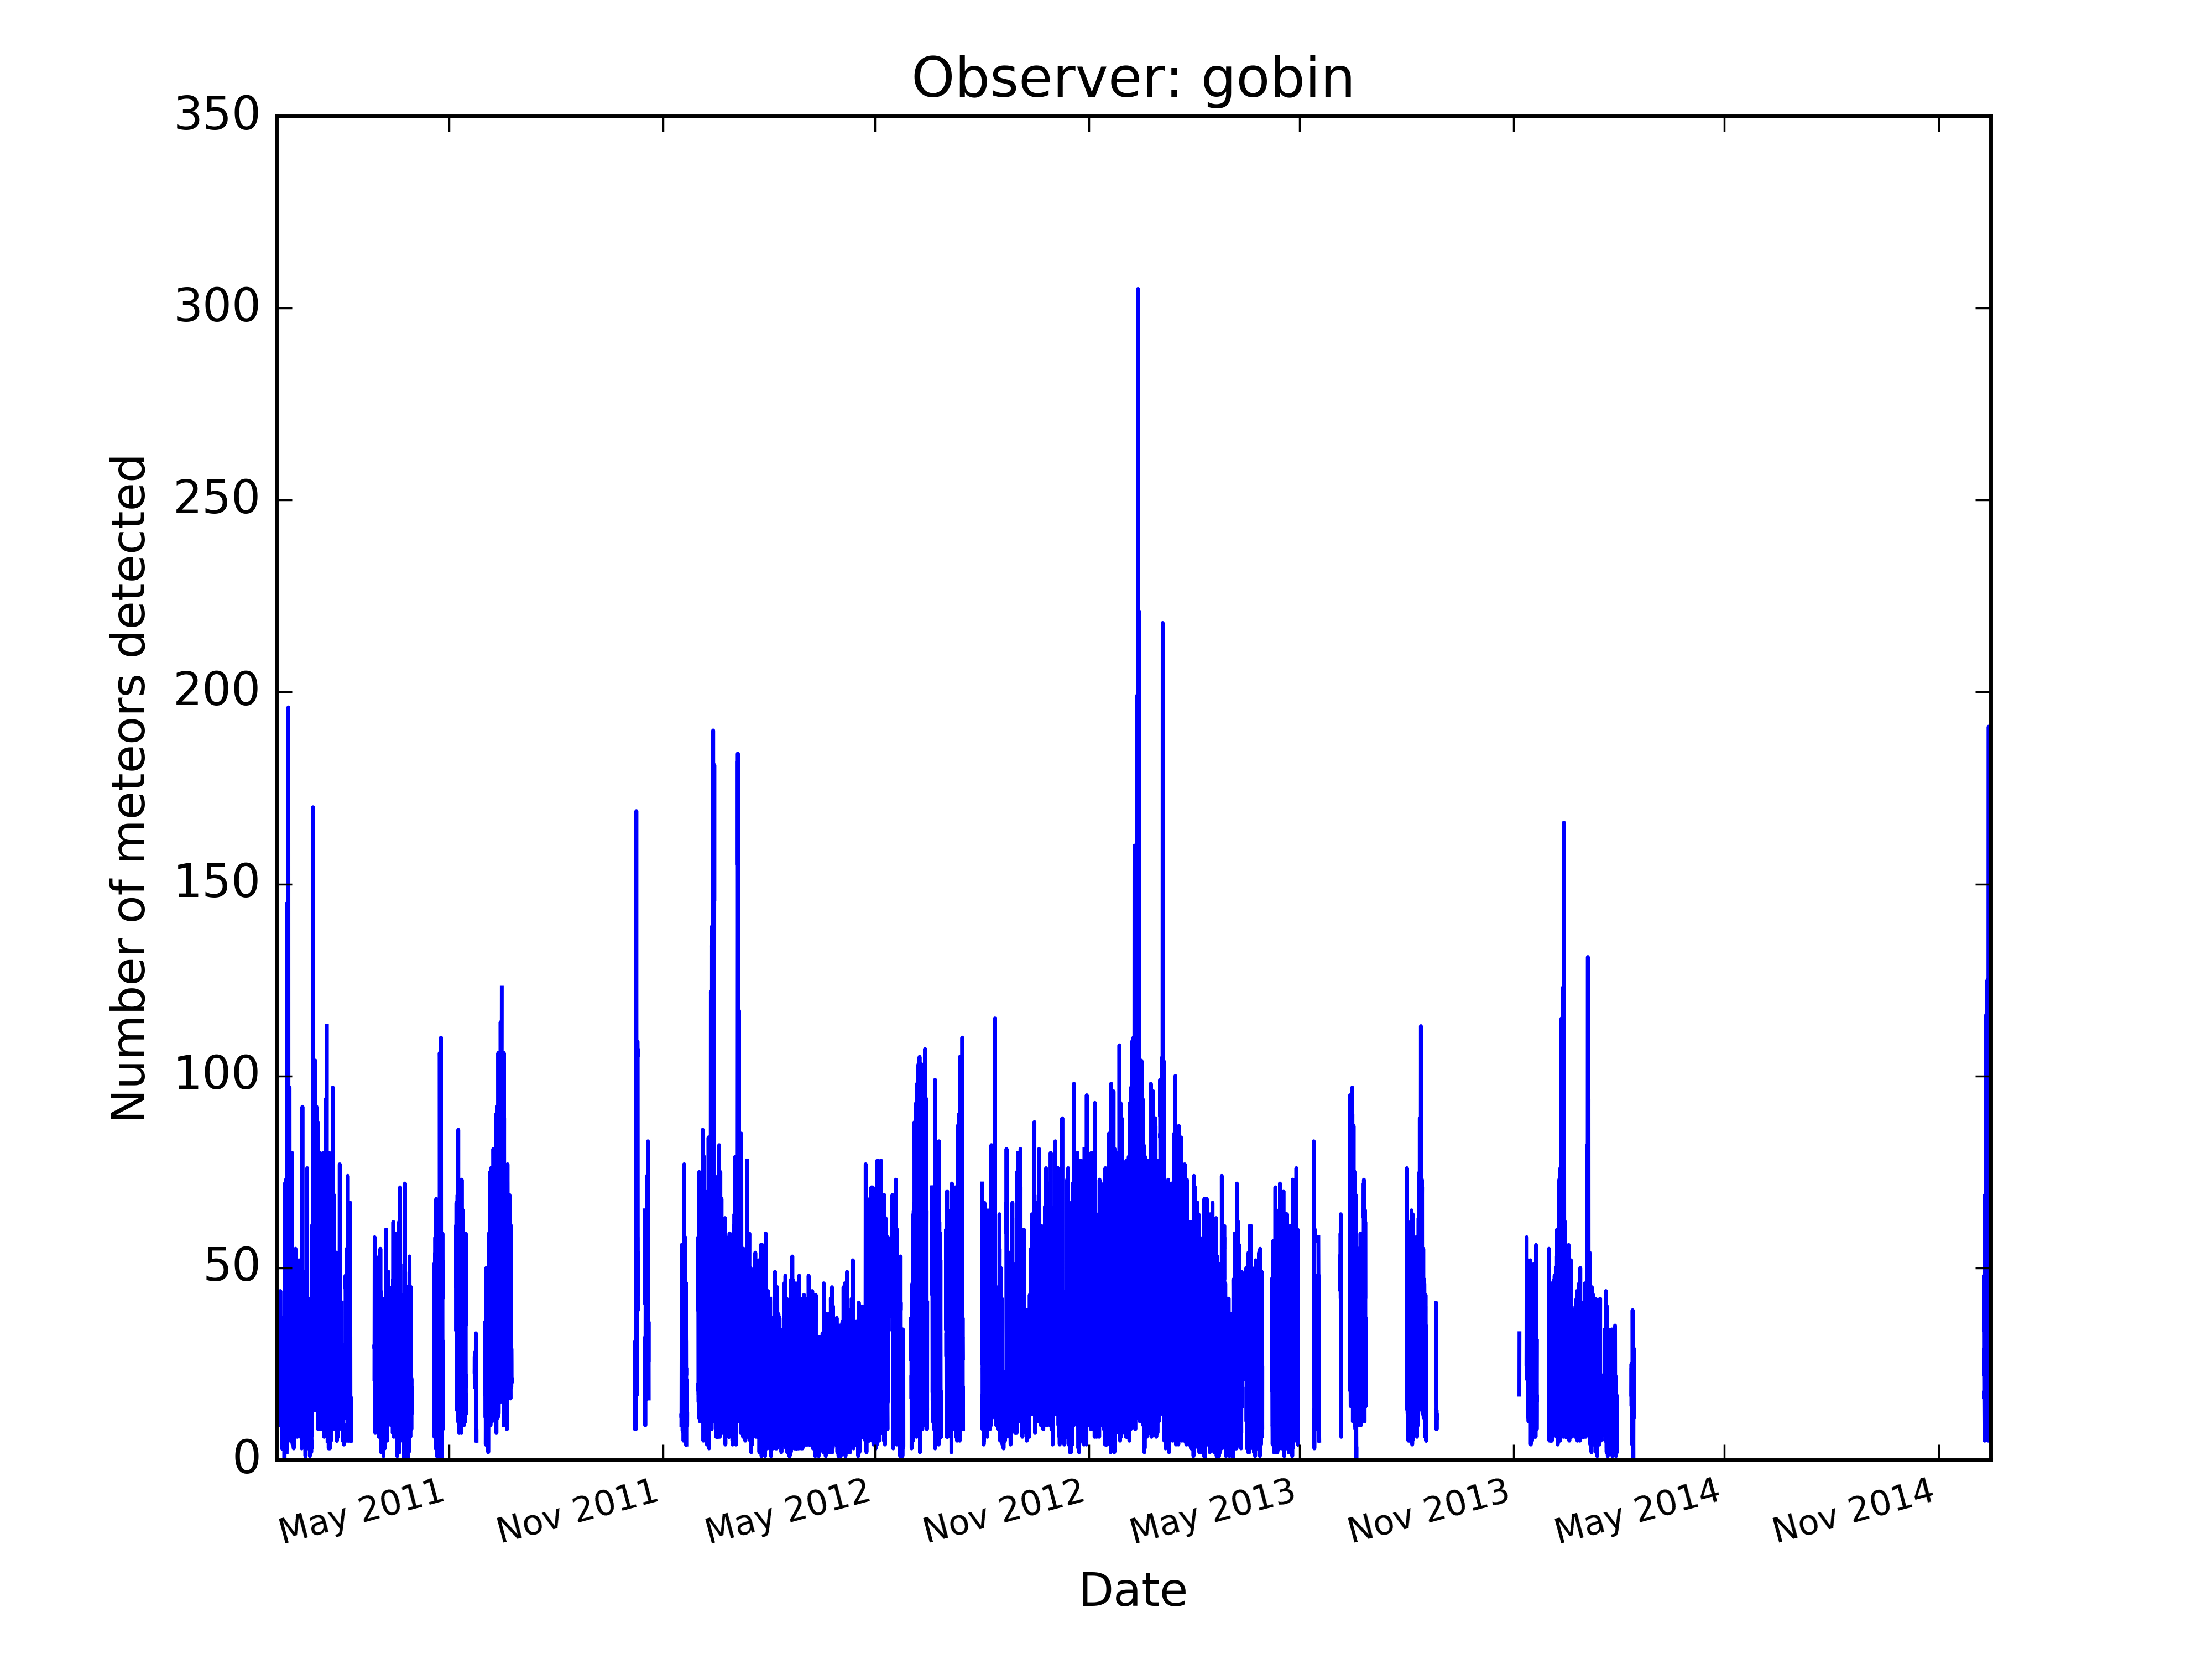 Observer: gobin
350
300
250
200
150
100
50
0
Number of meteors detected
May 2011
Nov 2011
May 2012
Nov 2012
May 2013
Nov 2013
May 2014
Nov 2014
Date